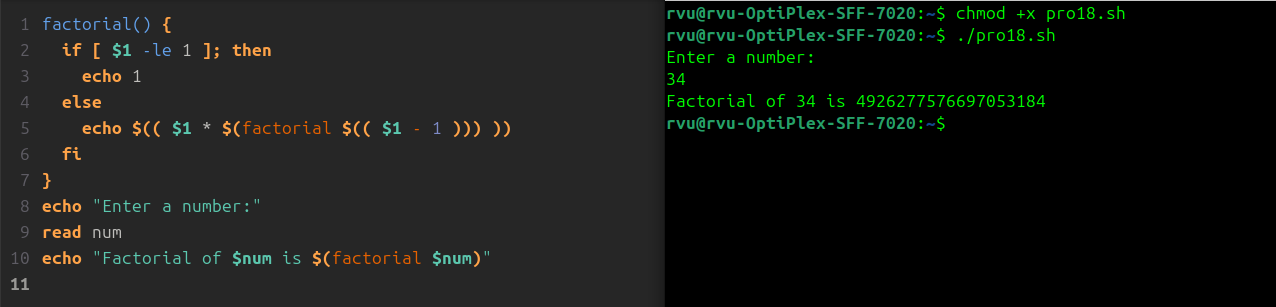 1 factorial() {
2   if [ $1 -le 1 ]; then
3     echo 1
4   else
5     echo $(( $1 * $(factorial $(( $1 - 1 ))) ))
6   fi
7 }
8 echo "Enter a number:"
9 read num
10 echo "Factorial of $num is $(factorial $num)"
11
rvu@rvu-OptiPlex-SFF-7020:~$ chmod +x pro18.sh
rvu@rvu-OptiPlex-SFF-7020:~$ ./pro18.sh
Enter a number:
34
Factorial of 34 is 4926277576697053184
rvu@rvu-OptiPlex-SFF-7020:~$